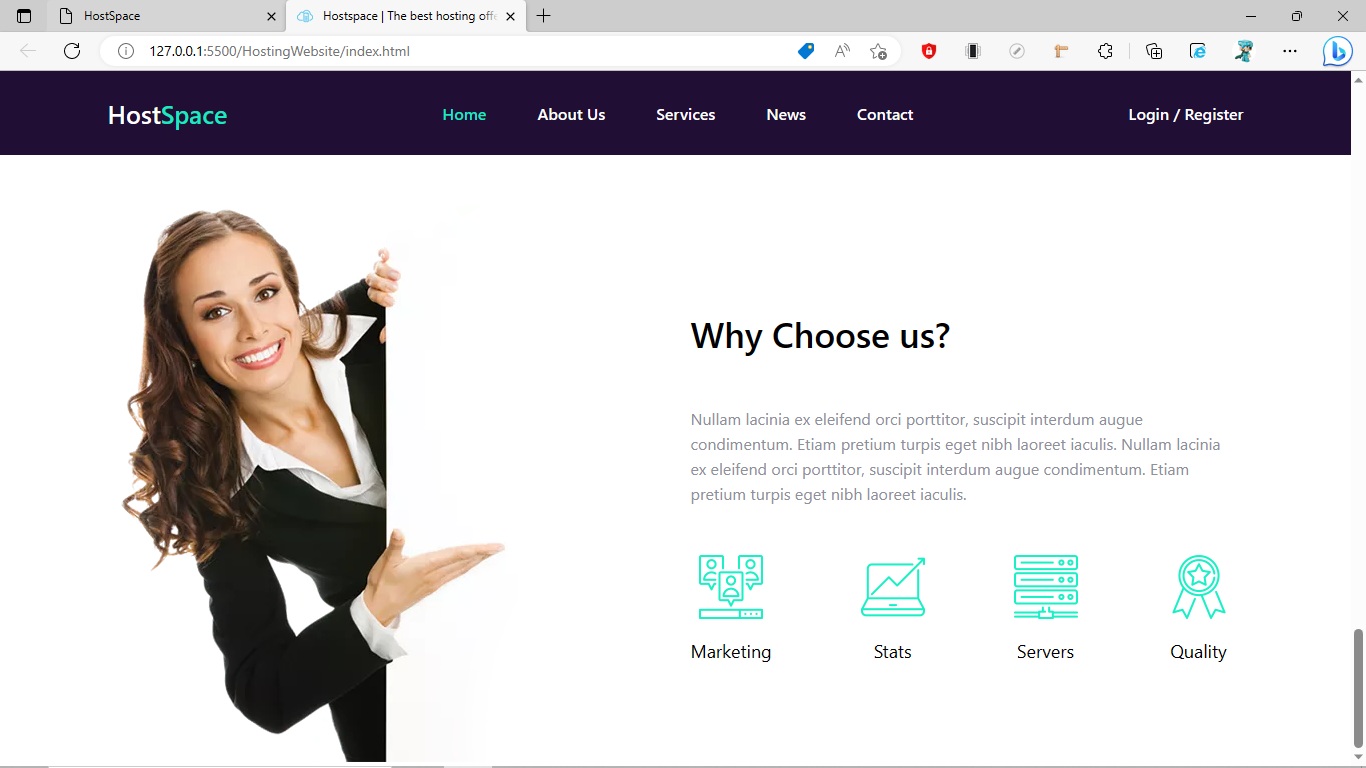 HostSpace
Hostspace | The best hosting offe
127.0.0.1:5500/HostingWebsite/index.html
HostSpace
Home
About Us
Services
News
Contact
Login / Register
Why Choose us?
Nullam lacinia ex eleifend orci porttitor, suscipit interdum augue
condimentum. Etiam pretium turpis eget nibh laoreet iaculis. Nullam lacinia
ex eleifend orci porttitor, suscipit interdum augue condimentum. Etiam
pretium turpis eget nibh laoreet iaculis.
Marketing
Stats
Servers
Quality